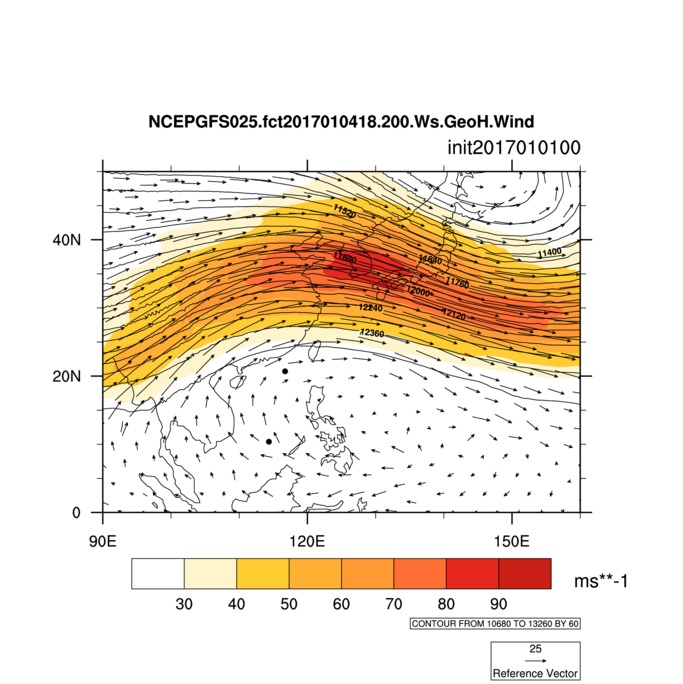 NCEPGFS025.fct2017010418.200.Ws.GeoH.Wind
init2017010100
11520
11400
40N
11880
11640
11760
12000
12240
12120
12360
20N
0
90E 120E 150E
30 40 50 60 70 80 90
ms**-1
CONTOUR FROM 10680 TO 13260 BY 60
25
Reference Vector